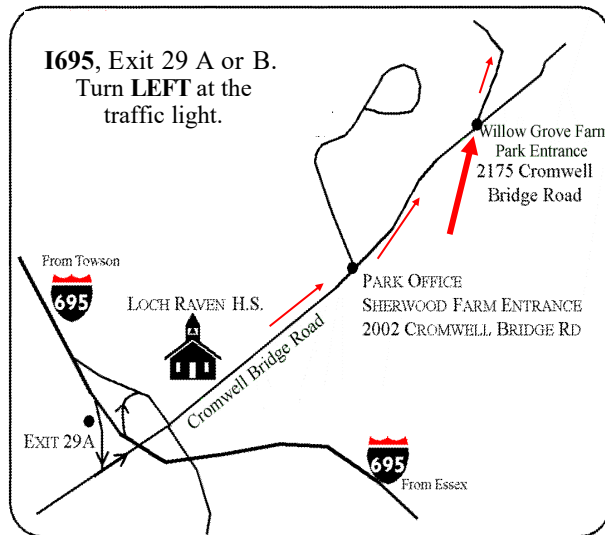 I695, Exit 29 A or B.
Turn LEFT at the
traffic light.
Willow Grove Farm
Park Entrance
2175 Cromwell
Bridge Road
From Towson
695
LOCH RAVEN H.S.
PARK OFFICE
SHERWOOD FARM ENTRANCE
2002 CROMWELL BRIDGE RD
Cromwell Bridge Road
EXIT 29A
695
From Essex